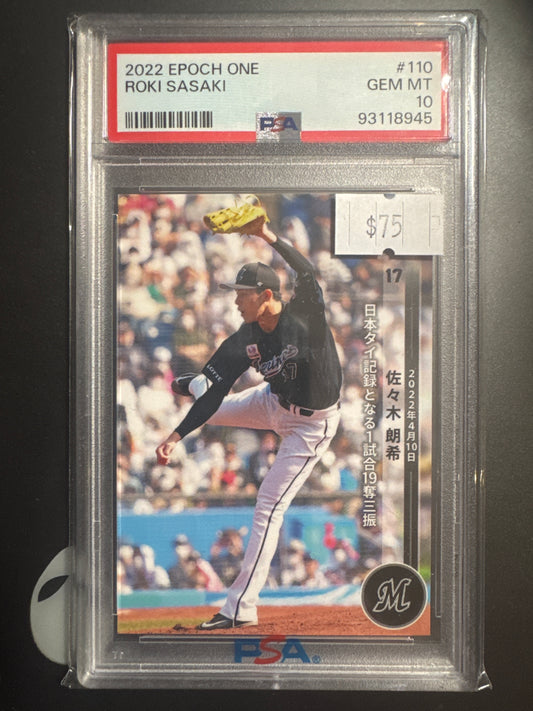 2022 EPOCH ONE #110
ROKI SASAKI GEM MT
10
93118945
PSA
$75
17
2022年4月10日
佐々木 朗希
日本タイ記録となる1試合19奪三振
LOTTE
M
PSA